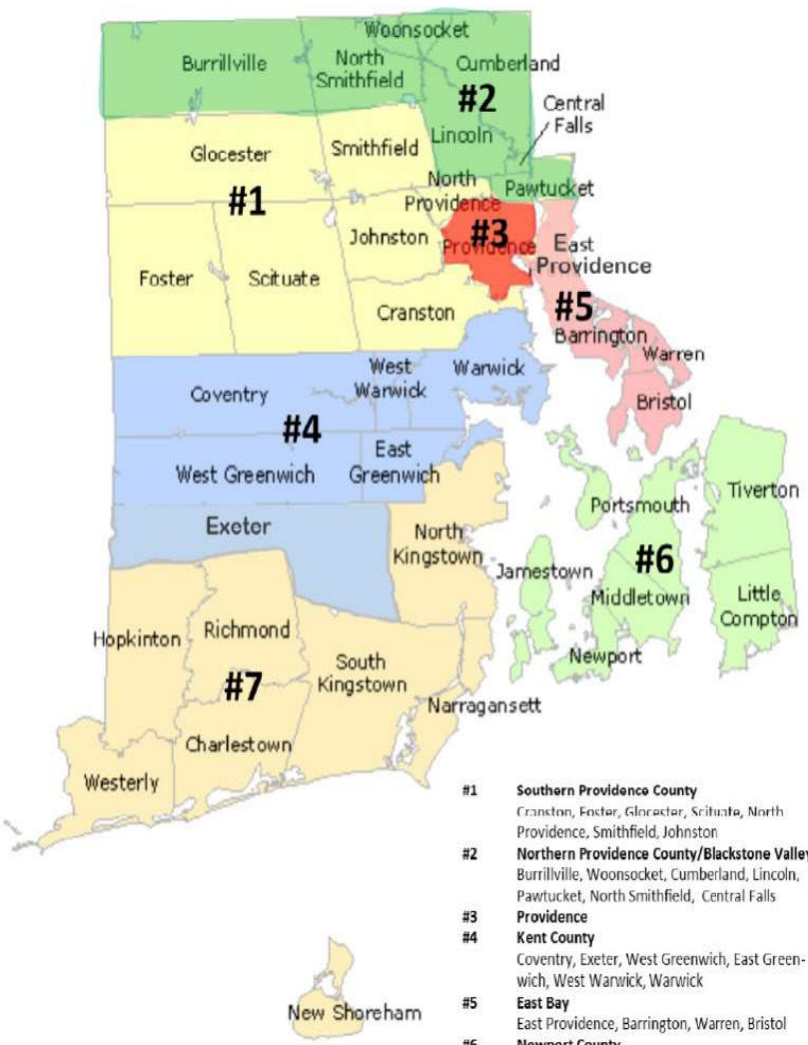 Woonsocket
Burrillville
North
Smithfield
Cumberland
#2
Central
Falls
Lincoln
Glocester
Smithfield
#1
North
Providence
Pawtucket
Johnston
#3
Providence
East
Providence
Foster
Scituate
Cranston
#5
Barrington
Warren
West
Warwick
Warwick
Coventry
Bristol
#4
East
Greenwich
West Greenwich
Tiverton
Portsmouth
Exeter
North
Kingstown
#6
Jamestown
Middletown
Little
Compton
Hopkinton
Richmond
South
Kingstown
Newport
#7
Narragansett
Charlestown
Westerly
#1 Southern Providence County
Cranston, Foster, Glocester, Scituate, North
Providence, Smithfield, Johnston
#2 Northern Providence County/Blackstone Valley
Burrillville, Woonsocket, Cumberland, Lincoln,
Pawtucket, North Smithfield, Central Falls
#3 Providence
#4 Kent County
Coventry, Exeter, West Greenwich, East Green-
wich, West Warwick, Warwick
#5 East Bay
East Providence, Barrington, Warren, Bristol
#6 Newport County
New Shoreham